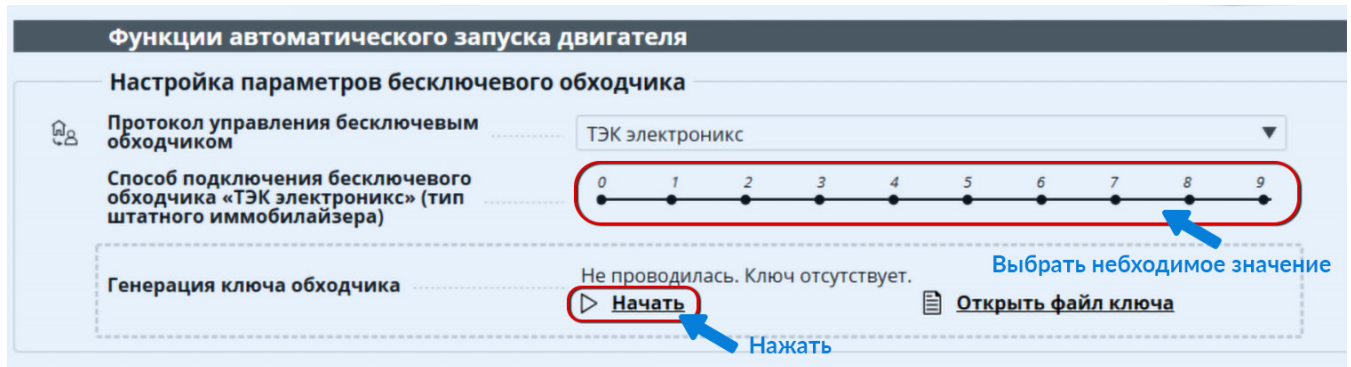 Функции автоматического запуска двигателя
Настройка параметров бесключевого обходчика
Протокол управления бесключевым
обходчиком
ТЭК электроникс
Способ подключения бесключевого
обходчика «ТЭК электроникс» (тип
штатного иммобилайзера)
0 1 2 3 4 5 6 7 8 9
Выбрать небходимое значение
Генерация ключа обходчика
Не проводилась. Ключ отсутствует.
Начать
Открыть файл ключа
Нажать